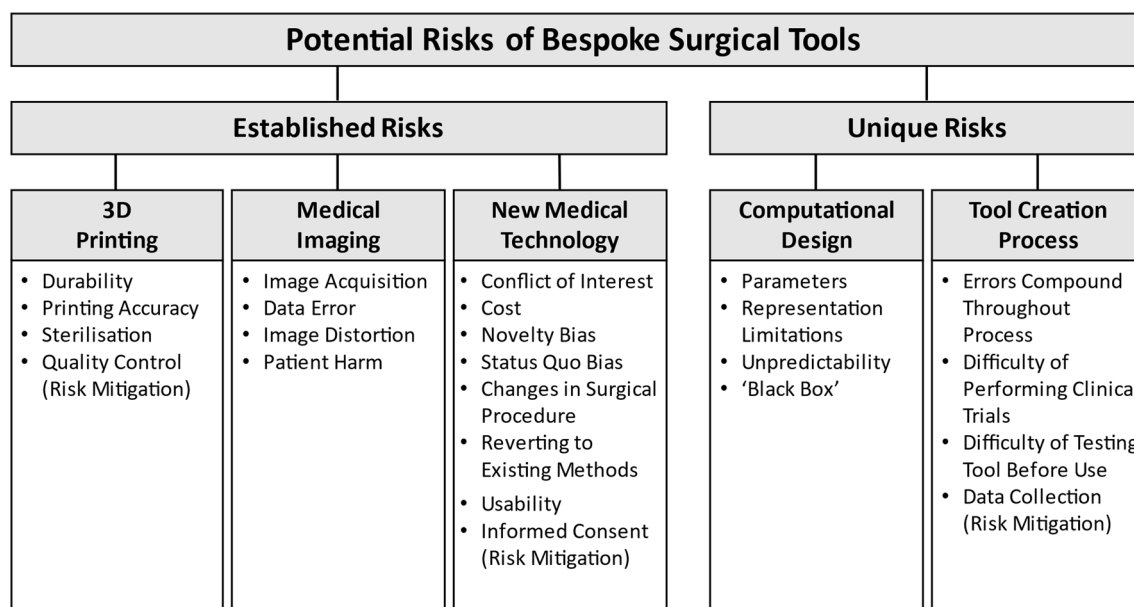 Potential Risks of Bespoke Surgical Tools
Established Risks
Unique Risks
3D
Printing
• Durability
• Printing Accuracy
• Sterilisation
• Quality Control
(Risk Mitigation)
Medical
Imaging
• Image Acquisition
• Data Error
• Image Distortion
• Patient Harm
New Medical
Technology
• Conflict of Interest
• Cost
• Novelty Bias
• Status Quo Bias
• Changes in Surgical
Procedure
• Reverting to
Existing Methods
• Usability
• Informed Consent
(Risk Mitigation)
Computational
Design
• Parameters
• Representation
Limitations
• Unpredictability
• ‘Black Box’
Tool Creation
Process
• Errors Compound
Throughout
Process
• Difficulty of
Performing Clinica
Trials
• Difficulty of Testing
Tool Before Use
• Data Collection
(Risk Mitigation)